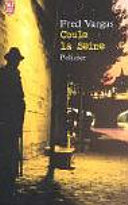 Fred Vargas
Coule
la Seine
Policier